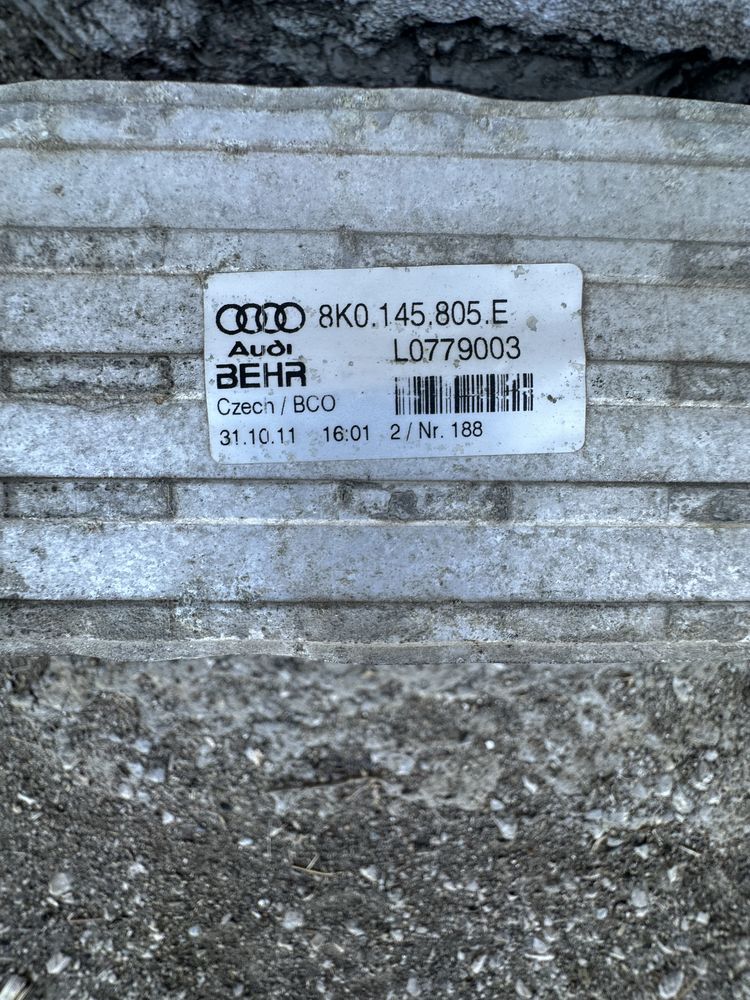 8K0.145.805.E
Audi
L0779003
BEHR
Czech / BCO
31.10.11 16:01 2 / Nr. 188